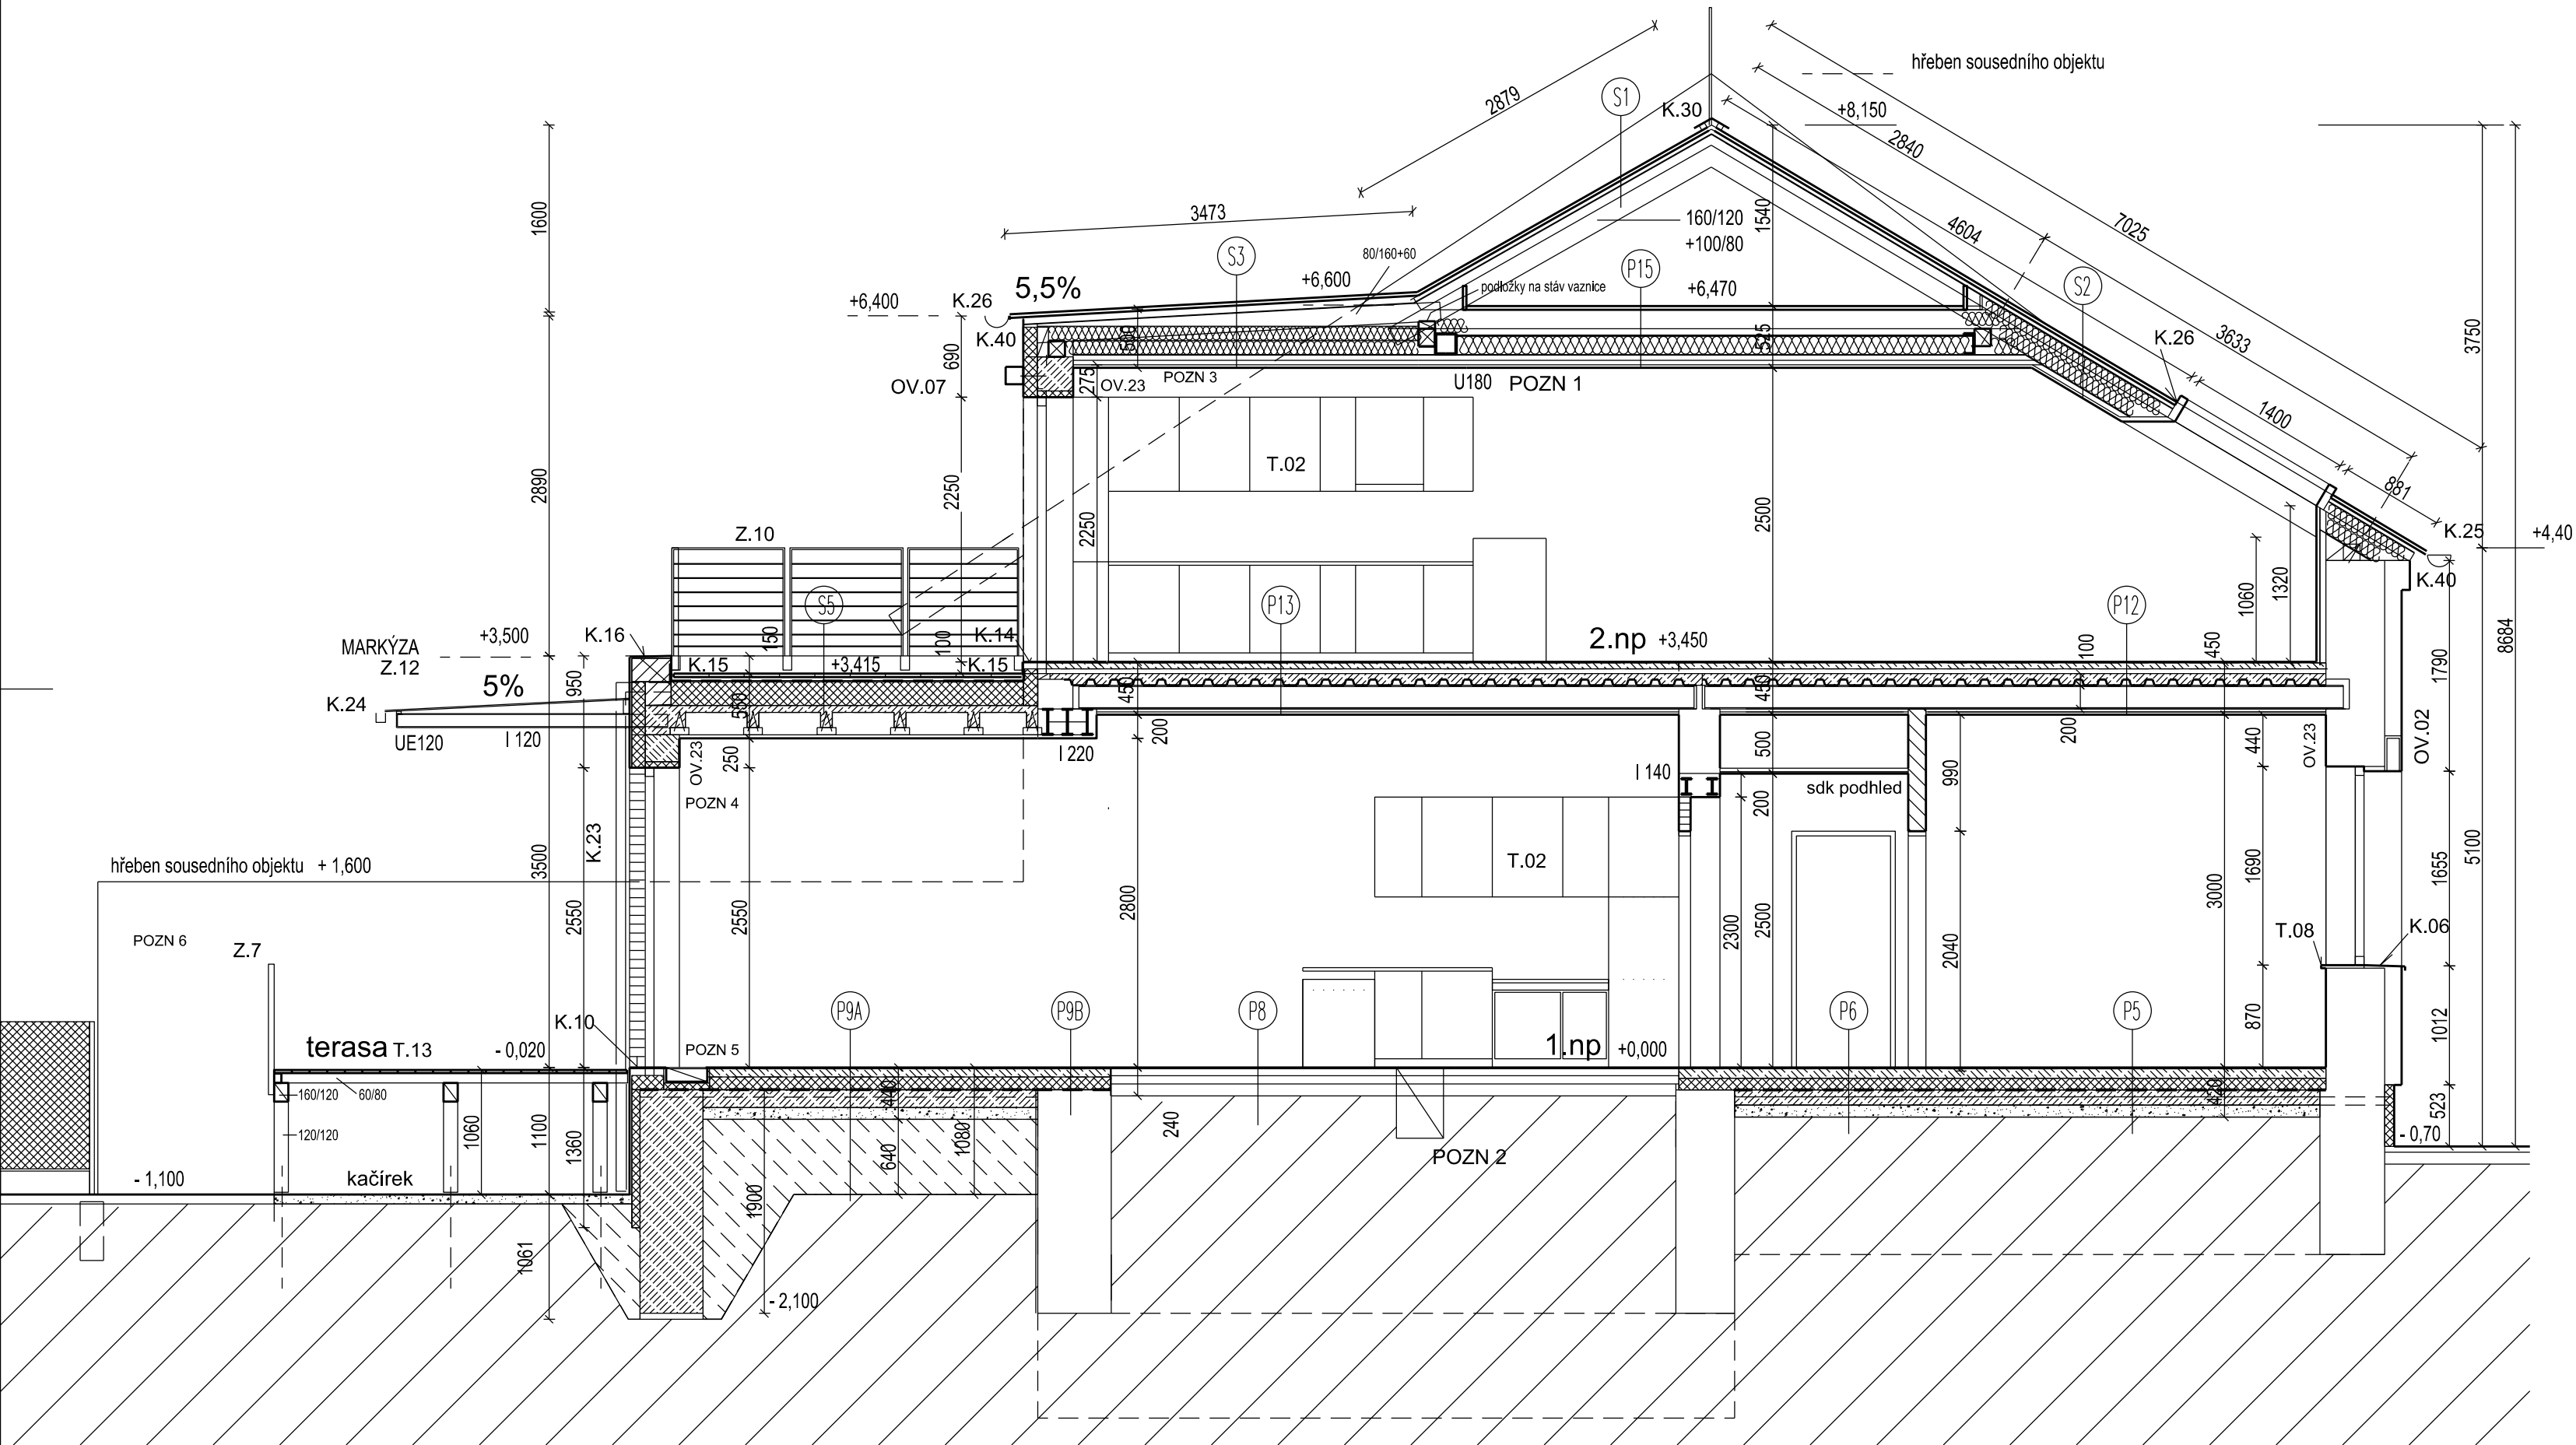 hřeben sousedního objektu
2879
S1
K.30
+8,150
2840
7025
4604
3473
160/120
+100/80
1540
1600
S3
80/160+60
P15
podložky na stáv vaznice
+6,470
S2
3633
3750
5,5%
+6,600
+6,400
K.26
K.40
500
525
K.26
690
OV.07
275
OV.23
POZN 3
U180
POZN 1
1400
881
2890
2250
T.02
2250
2500
K.25
+4,40
K.40
Z.10
S5
P13
P12
1060
1320
MARKÝZA
Z.12
+3,500
K.16
150
100
K.14
2.np +3,450
100
450
1790
8684
K.15
+3,415
K.15
5%
950
550
450
450
K.24
UE120
I 120
OV.23
250
I 220
200
500
200
440
OV.23
OV.02
I 140
990
sdk podhled
POZN 4
200
K.23
hřeben sousedního objektu + 1,600
3500
T.02
1690
1655
5100
2550
2550
2800
2300
2500
2040
3000
POZN 6
Z.7
T.08
K.06
P9A
P9B
P8
P6
P5
870
1012
K.10
terasa T.13
- 0,020
POZN 5
1.np +0,000
160/120
60/80
120/120
1060
1100
1360
440
1080
640
240
420
523
- 0,70
POZN 2
- 1,100
kačírek
1900
1061
- 2,100